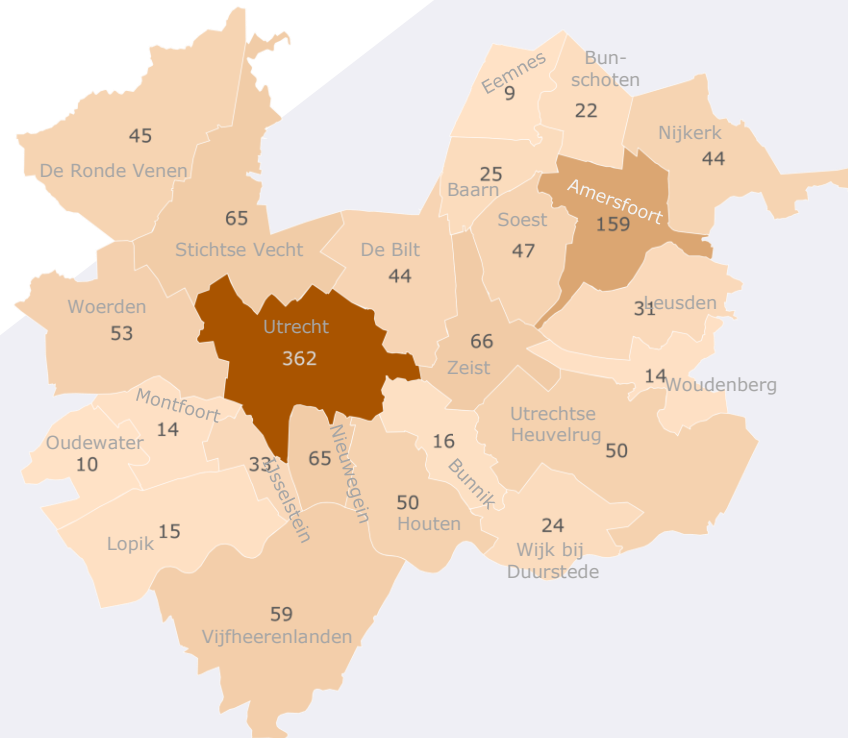 Eemnes
9
Bun-
schoten
22
Nijkerk
44
45
De Ronde Venen
25
Baarn
Amersfoort
159
65
Stichtse Vecht
De Bilt
44
Soest
47
Woerden
53
Utrecht
362
31
Leusden
66
Zeist
14
Woudenberg
Montfoort
14
Oudewater
10
33
IJsselstein
65
Nieuwegein
16
Bunnik
Utrechtse
Heuvelrug
50
50
Houten
15
Lopik
24
Wijk bij
Duurstede
59
Vijfheerenlanden